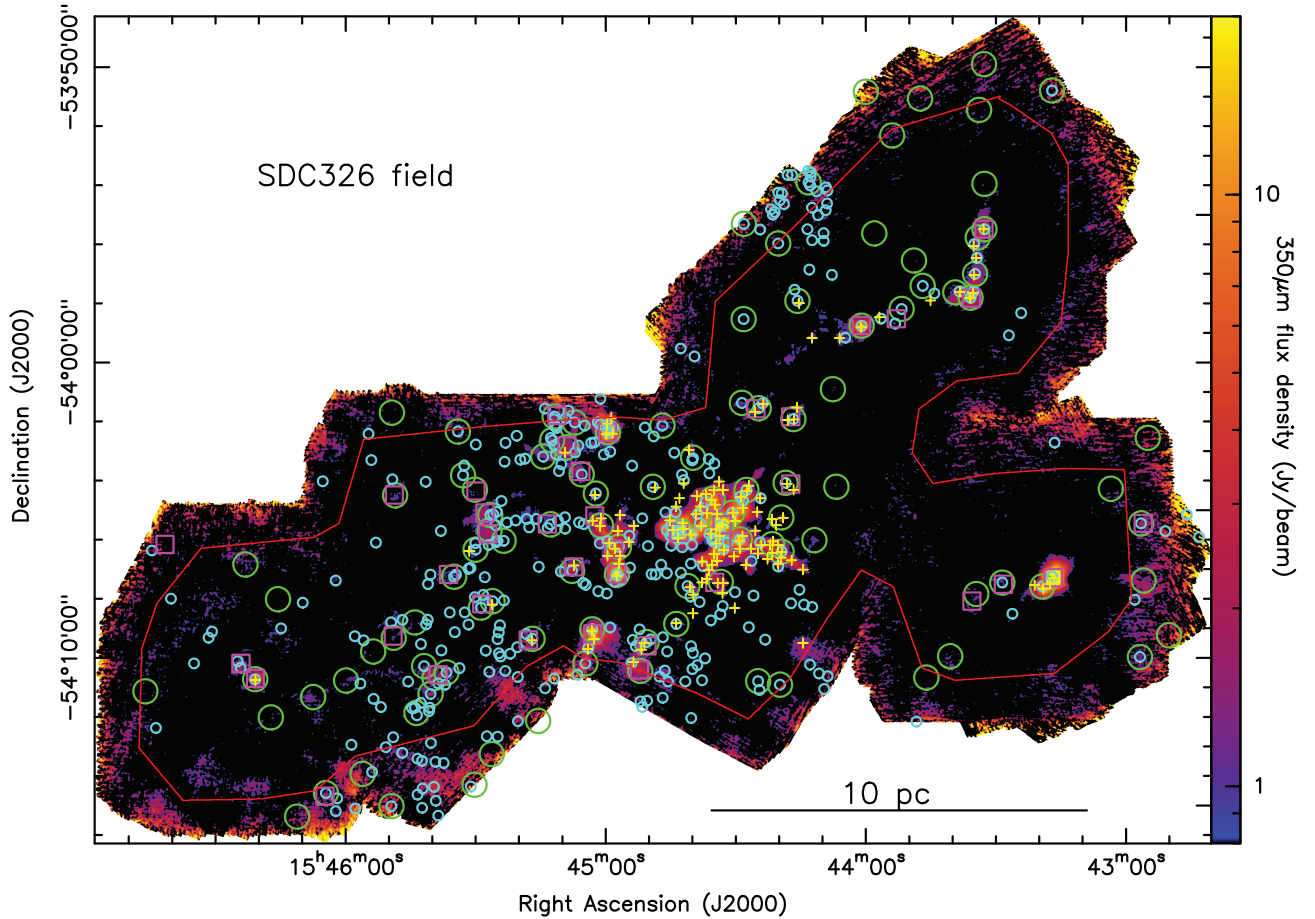 −53°50'00"
SDC326 field
10
−54°00'00"
350μm flux density (Jy/beam)
Declination (J2000)
−54°10'00"
10 pc
1
15ʰ46ᵐ00ˢ
45ᵐ00ˢ
44ᵐ00ˢ
43ᵐ00ˢ
Right Ascension (J2000)